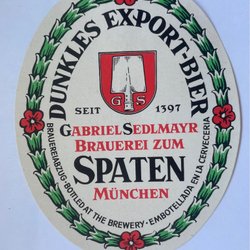 DUNKLES EXPORT-BIER
G S
SEIT 1397
GABRIEL SEDLMAYR
BRAUEREI ZUM
SPATEN
MÜNCHEN
BRAUEREIABZUG · BOTTLED AT THE BREWERY · EMBOTELLADA EN LA CERVECERIA